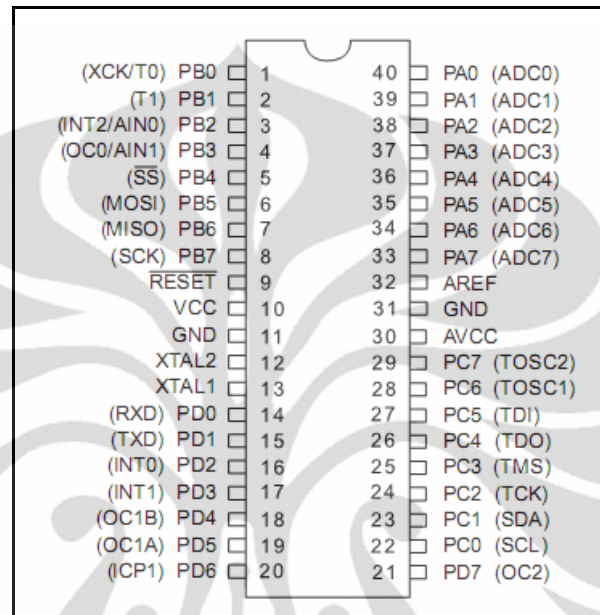 (XCK/T0) PB0 1 40 PA0 (ADC0)
(T1) PB1 2 39 PA1 (ADC1)
(INT2/AIN0) PB2 3 38 PA2 (ADC2)
(OC0/AIN1) PB3 4 37 PA3 (ADC3)
(S̅S̅) PB4 5 36 PA4 (ADC4)
(MOSI) PB5 6 35 PA5 (ADC5)
(MISO) PB6 7 34 PA6 (ADC6)
(SCK) PB7 8 33 PA7 (ADC7)
R̅E̅S̅E̅T̅ 9 32 AREF
VCC 10 31 GND
GND 11 30 AVCC
XTAL2 12 29 PC7 (TOSC2)
XTAL1 13 28 PC6 (TOSC1)
(RXD) PD0 14 27 PC5 (TDI)
(TXD) PD1 15 26 PC4 (TDO)
(INT0) PD2 16 25 PC3 (TMS)
(INT1) PD3 17 24 PC2 (TCK)
(OC1B) PD4 18 23 PC1 (SDA)
(OC1A) PD5 19 22 PC0 (SCL)
(ICP1) PD6 20 21 PD7 (OC2)